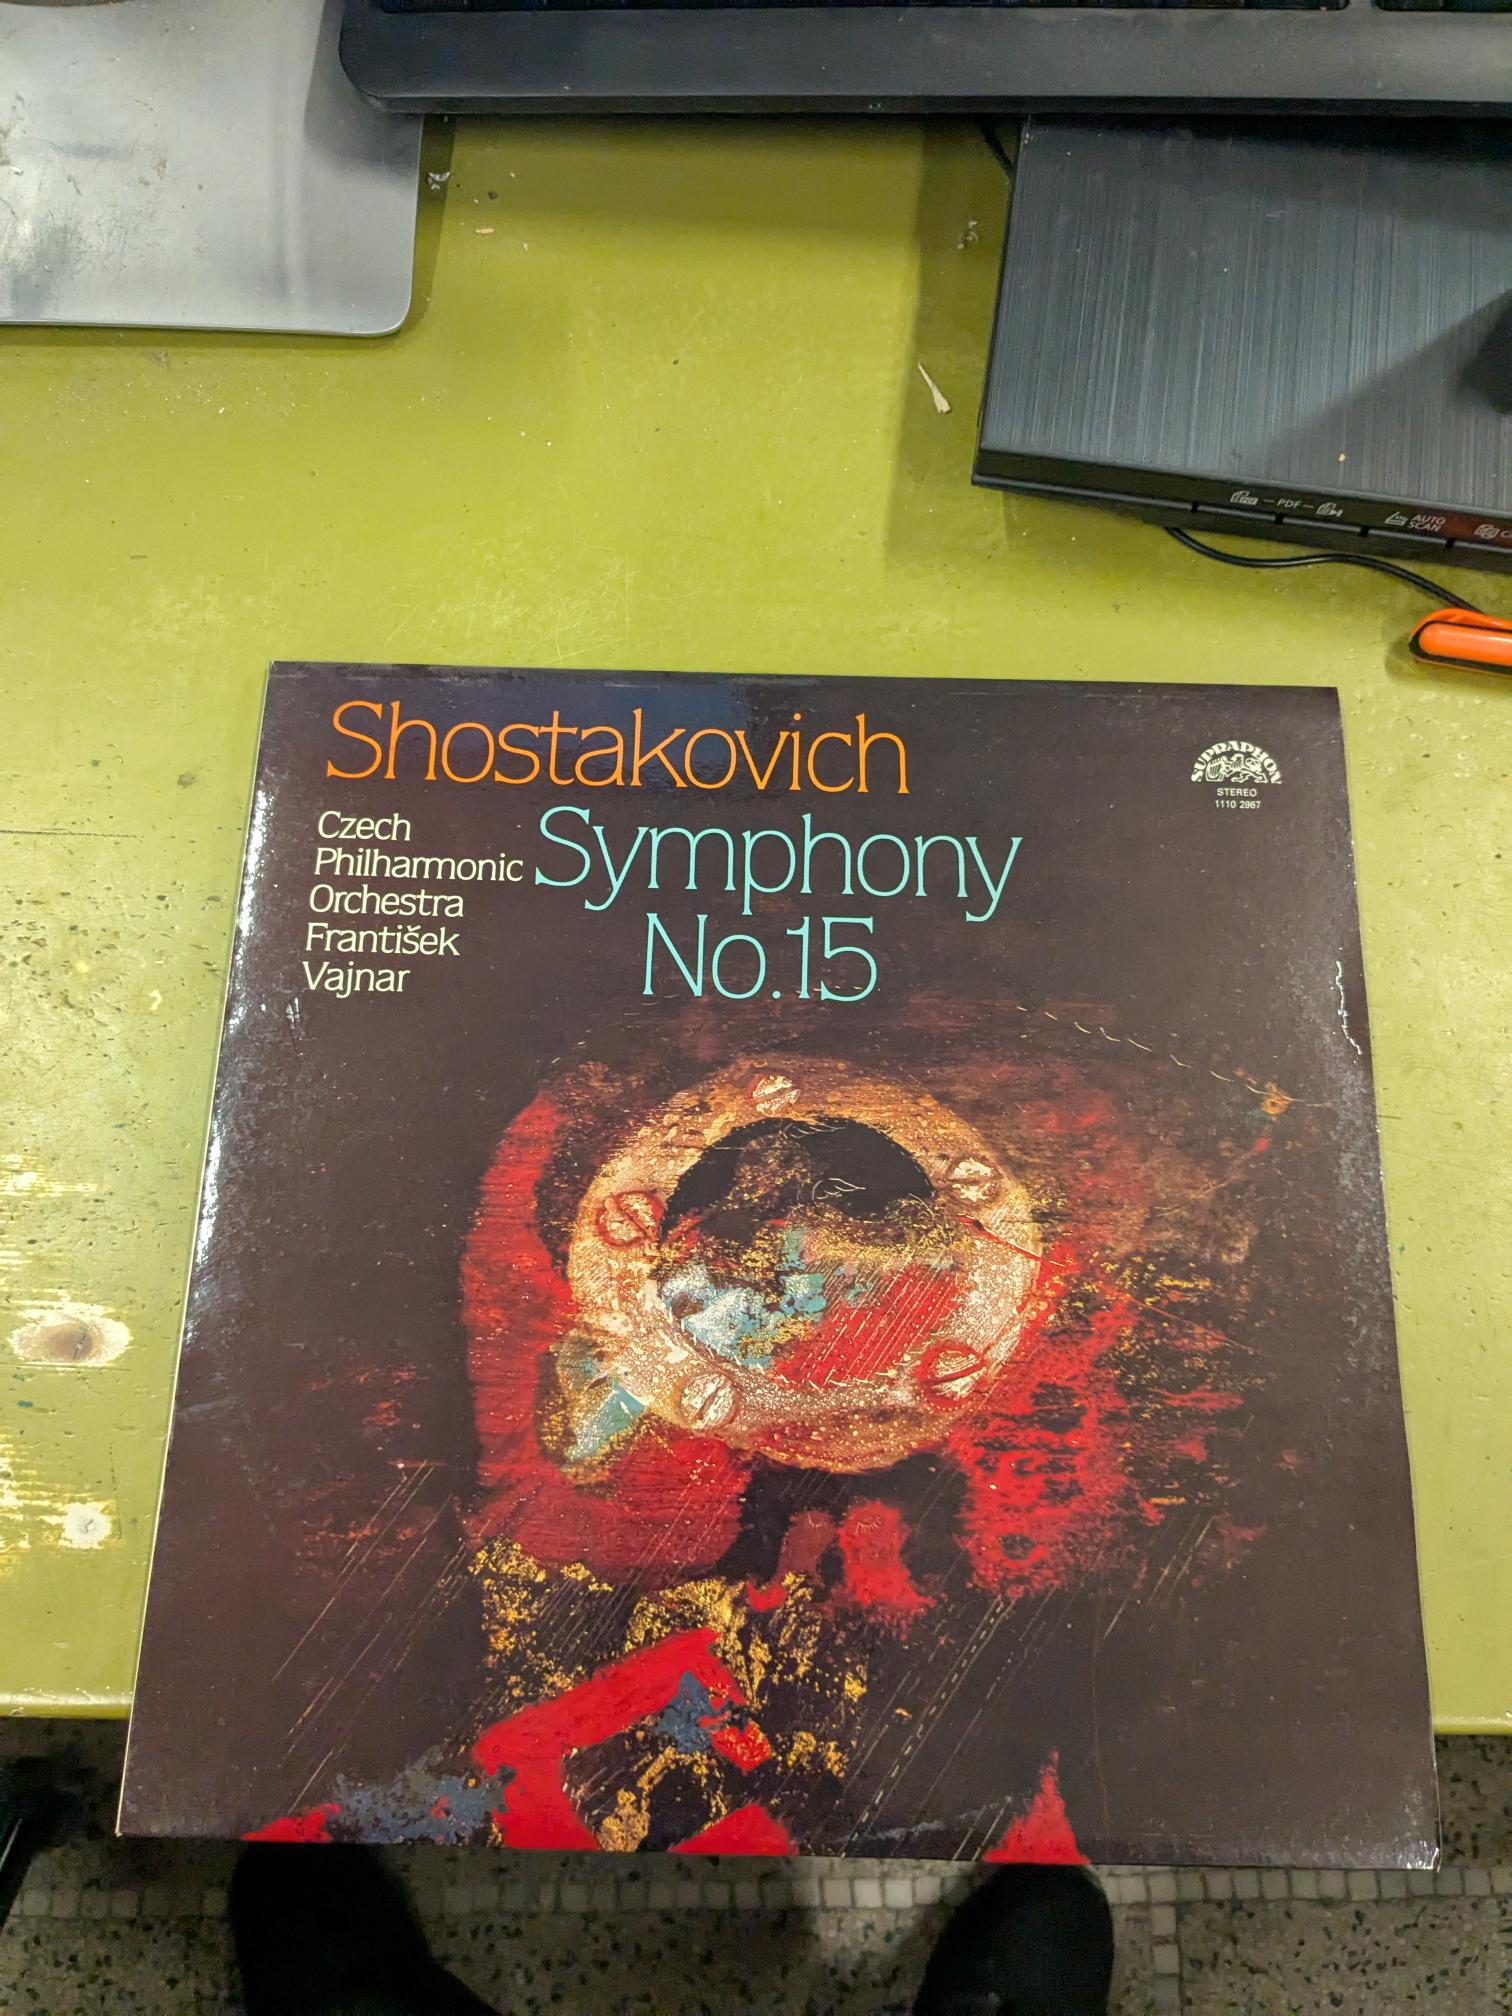 PDF
AUTO
SCAN
Shostakovich
SUPRAPHON
STEREO
1110 2967
Czech
Philharmonic
Orchestra
František
Vajnar
Symphony
No.15